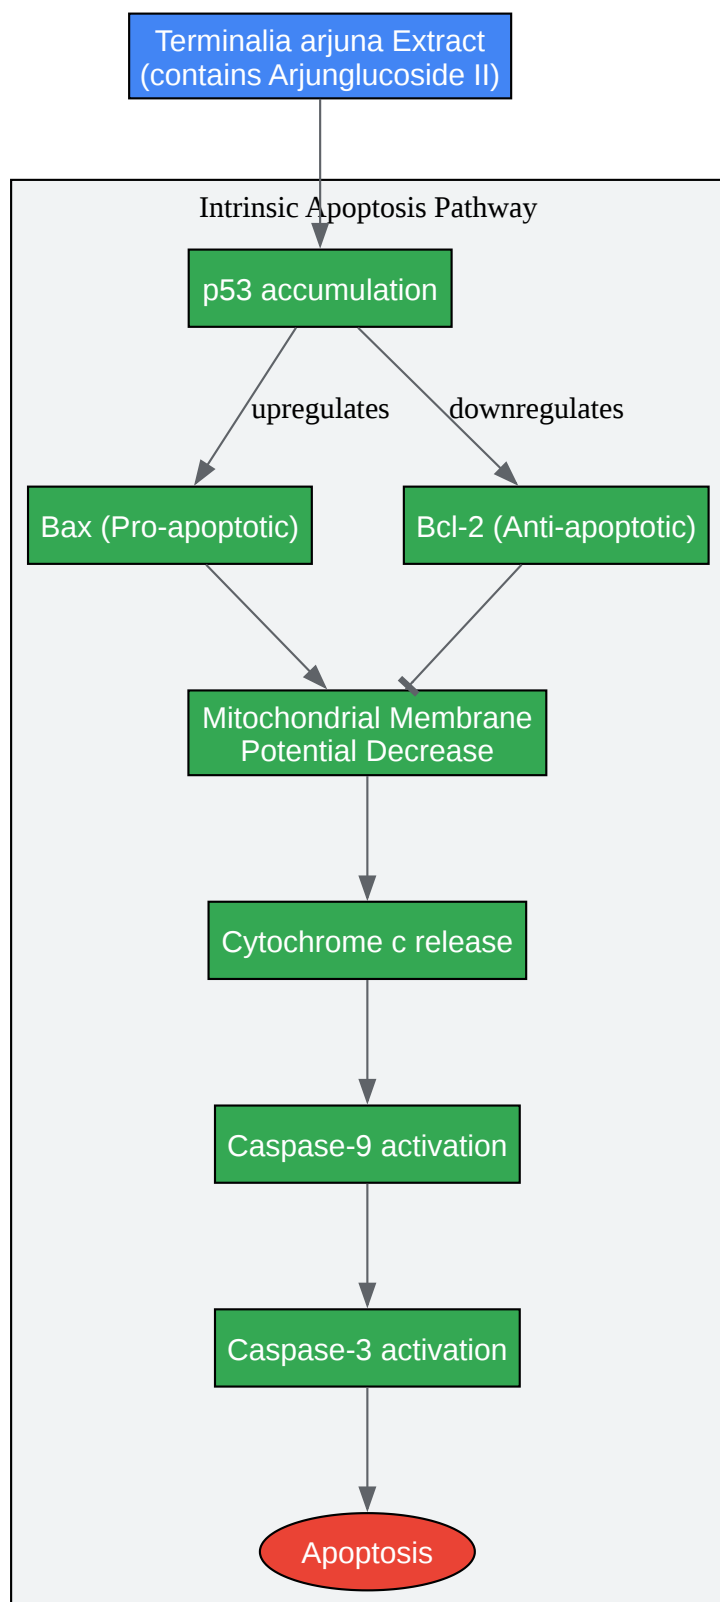 Terminalia arjuna Extract
(contains Arjunglucoside II)
Intrinsic Apoptosis Pathway
p53 accumulation
upregulates
downregulates
Bax (Pro-apoptotic)
Bcl-2 (Anti-apoptotic)
Mitochondrial Membrane
Potential Decrease
Cytochrome c release
Caspase-9 activation
Caspase-3 activation
Apoptosis